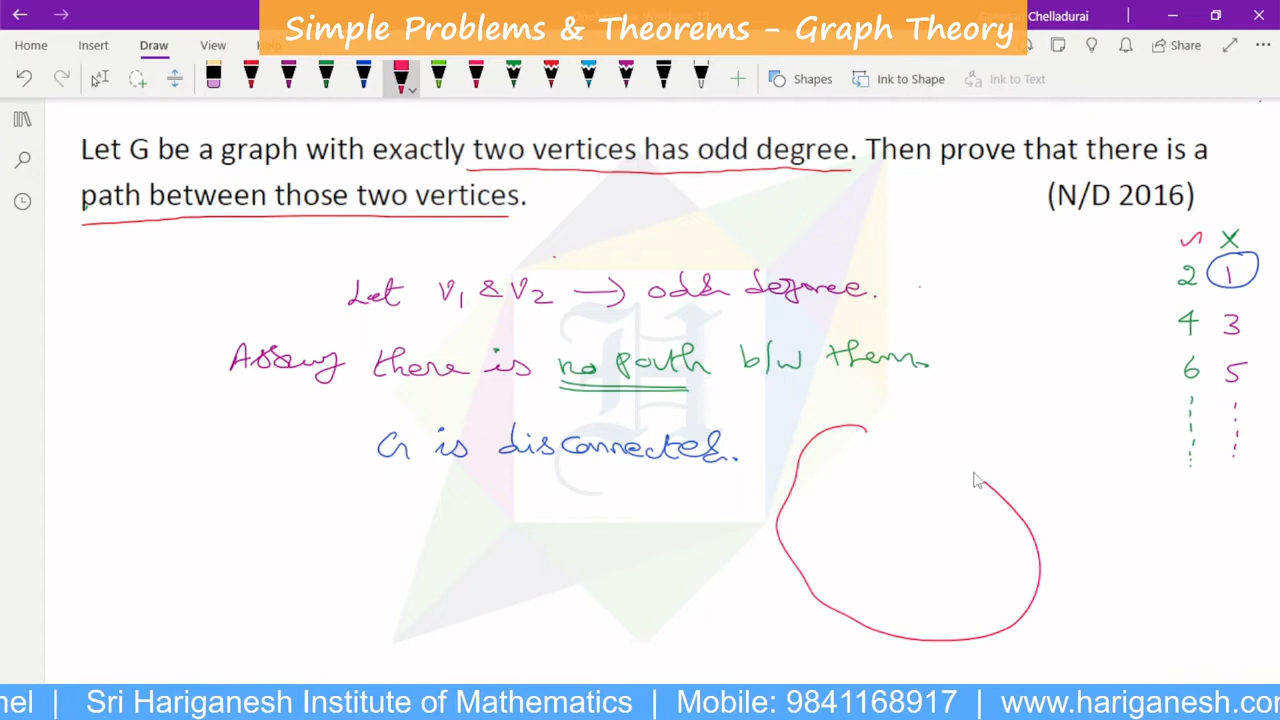 Simple Problems & Theorems - Graph Theory
Chelladurai
Home Insert Draw View
Share
Shapes Ink to Shape Ink to Text
Let G be a graph with exactly two vertices has odd degree. Then prove that there is a
path between those two vertices. (N/D 2016)
Let V1 & V2 → odd degree.
there is no path b/w them
G is disconnected.
✓ X
2 1
4 3
6 5
H
nel | Sri Hariganesh Institute of Mathematics | Mobile: 9841168917 | www.hariganesh.com